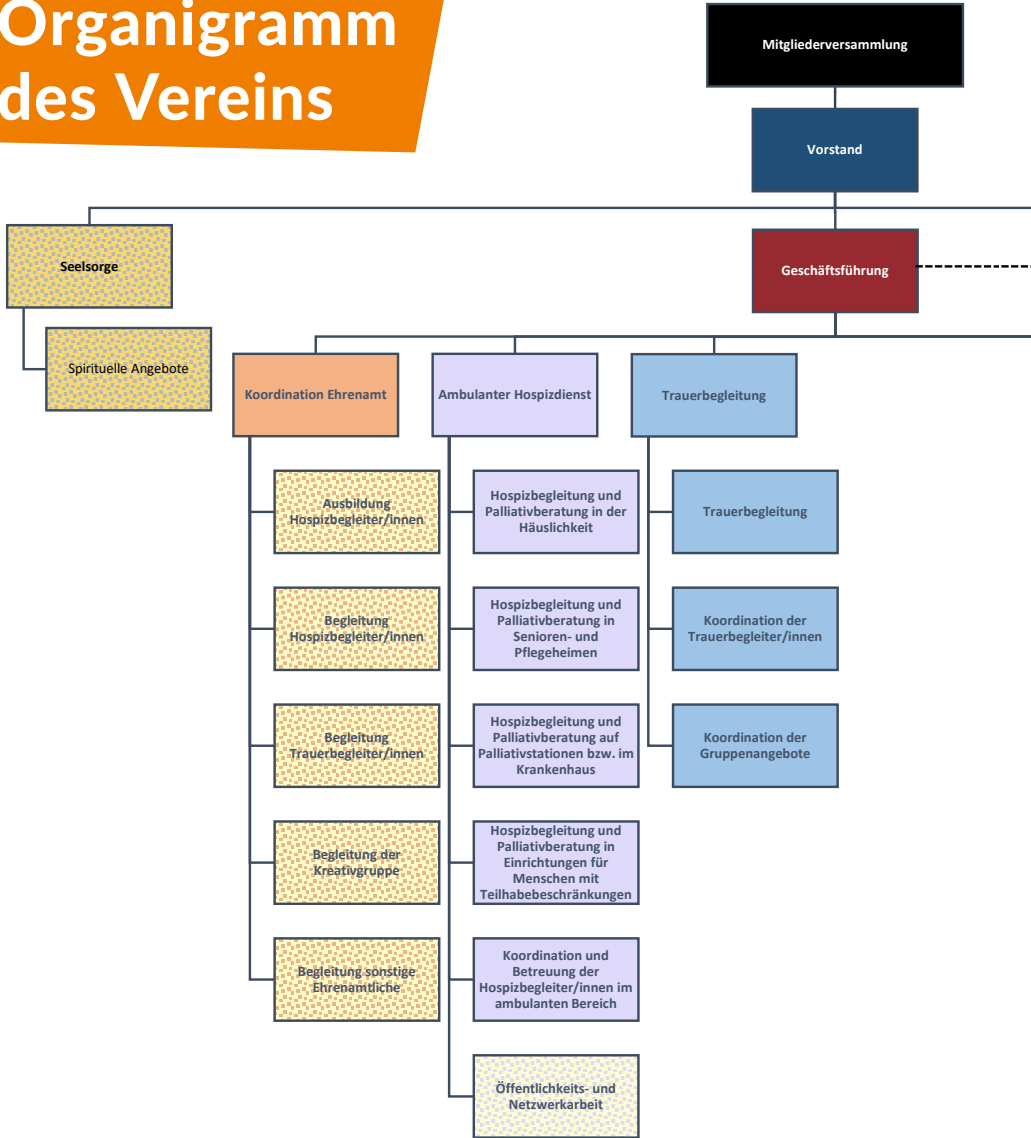 Organigramm
des Vereins
Mitgliederversammlung
Vorstand
Seelsorge
Geschäftsführung
Spirituelle Angebote
Koordination Ehrenamt
Ambulanter Hospizdienst
Trauerbegleitung
Ausbildung
Hospizbegleiter/innen
Begleitung
Hospizbegleiter/innen
Begleitung
Trauerbegleiter/innen
Begleitung der
Kreativgruppe
Begleitung sonstige
Ehrenamtliche
Hospizbegleitung und
Palliativberatung in der
Häuslichkeit
Hospizbegleitung und
Palliativberatung in
Senioren- und
Pflegeheimen
Hospizbegleitung und
Palliativberatung auf
Palliativstationen bzw. im
Krankenhaus
Hospizbegleitung und
Palliativberatung in
Einrichtungen für
Menschen mit
Teilhabebeschränkungen
Koordination und
Betreuung der
Hospizbegleiter/innen im
ambulanten Bereich
Öffentlichkeits- und
Netzwerkarbeit
Trauerbegleitung
Koordination der
Trauerbegleiter/innen
Koordination der
Gruppenangebote